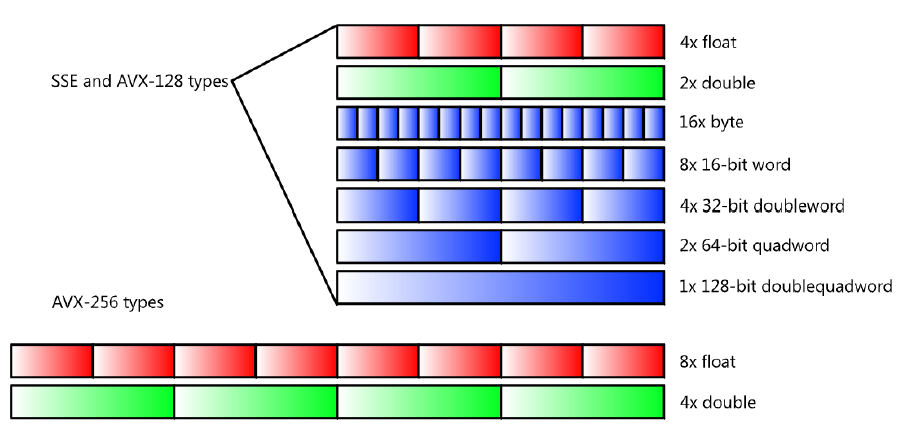 4x float
SSE and AVX-128 types
2x double
16x byte
8x 16-bit word
4x 32-bit doubleword
2x 64-bit quadword
1x 128-bit doublequadword
AVX-256 types
8x float
4x double